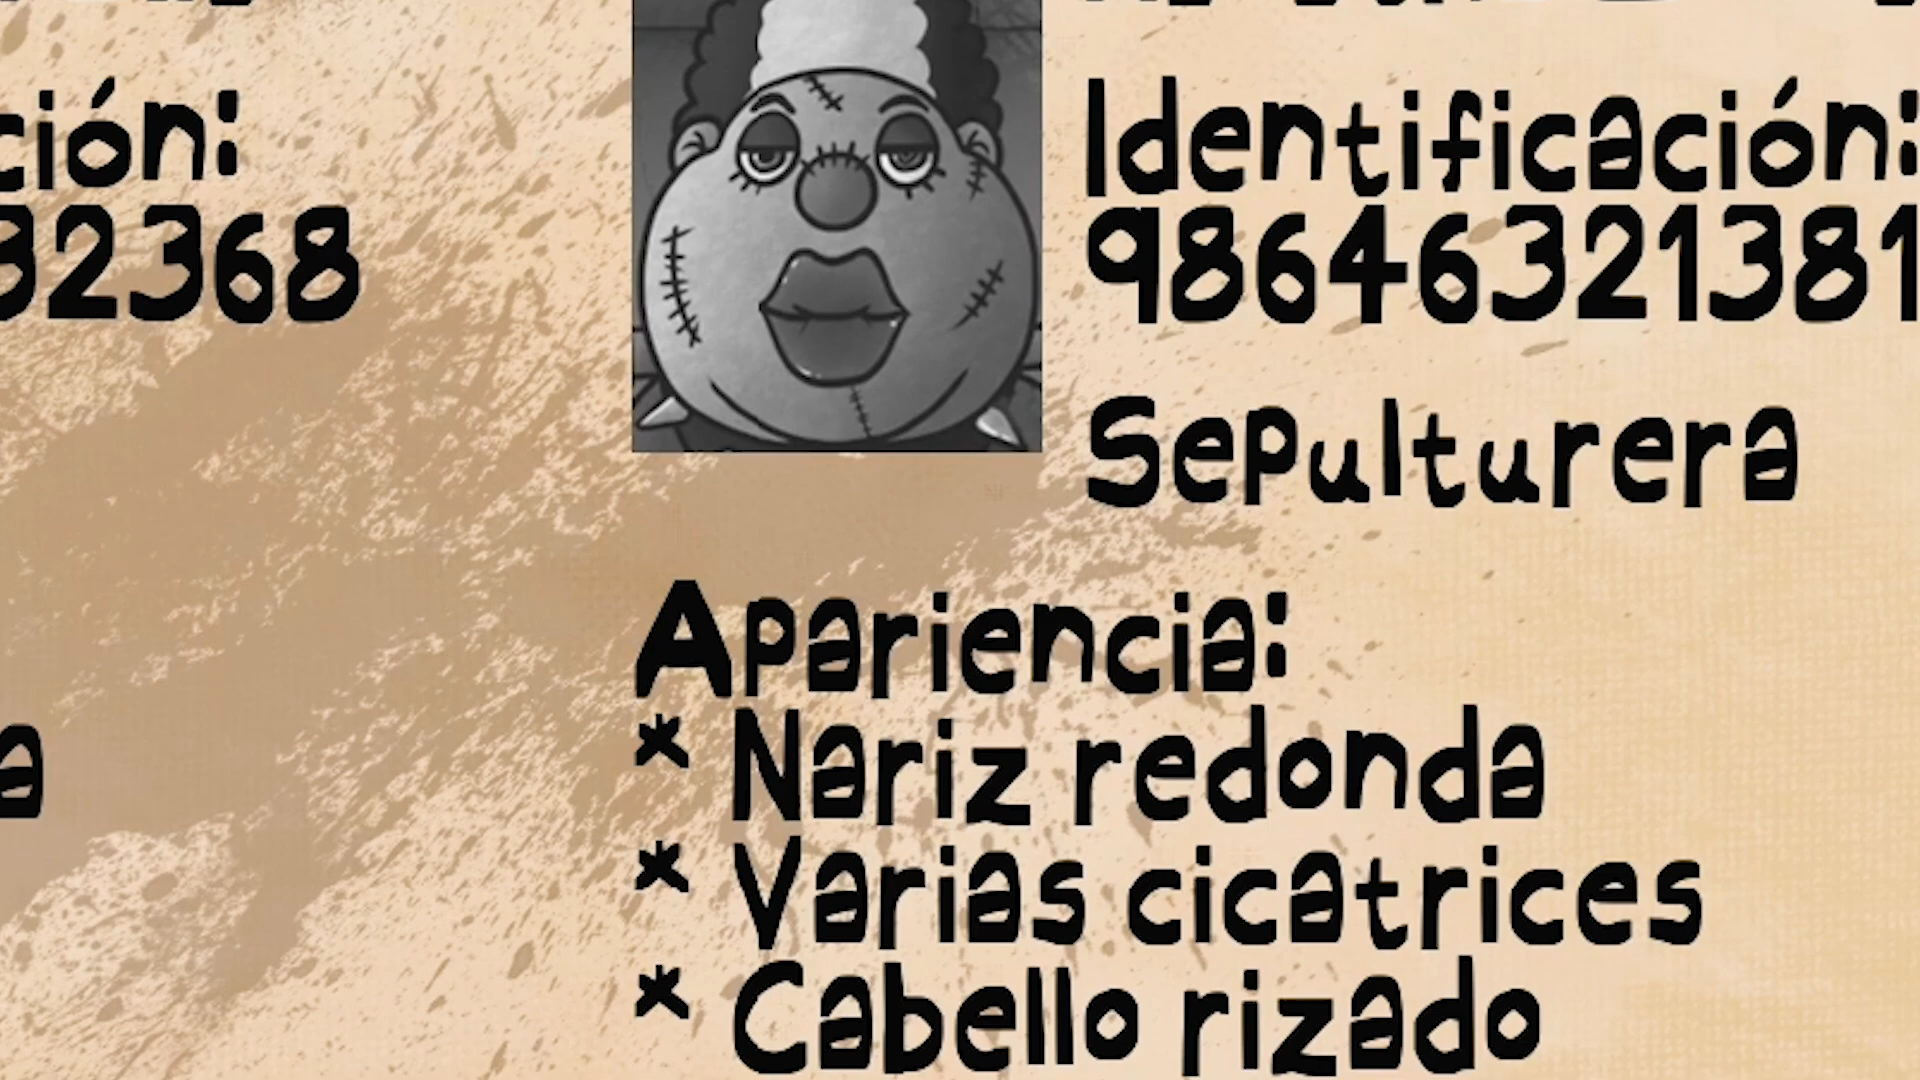 ción:
32368
a
Identificación:
98646321381
Sepulturera
Apariencia:
* Nariz redonda
* Varias cicatrices
* Cabello rizado